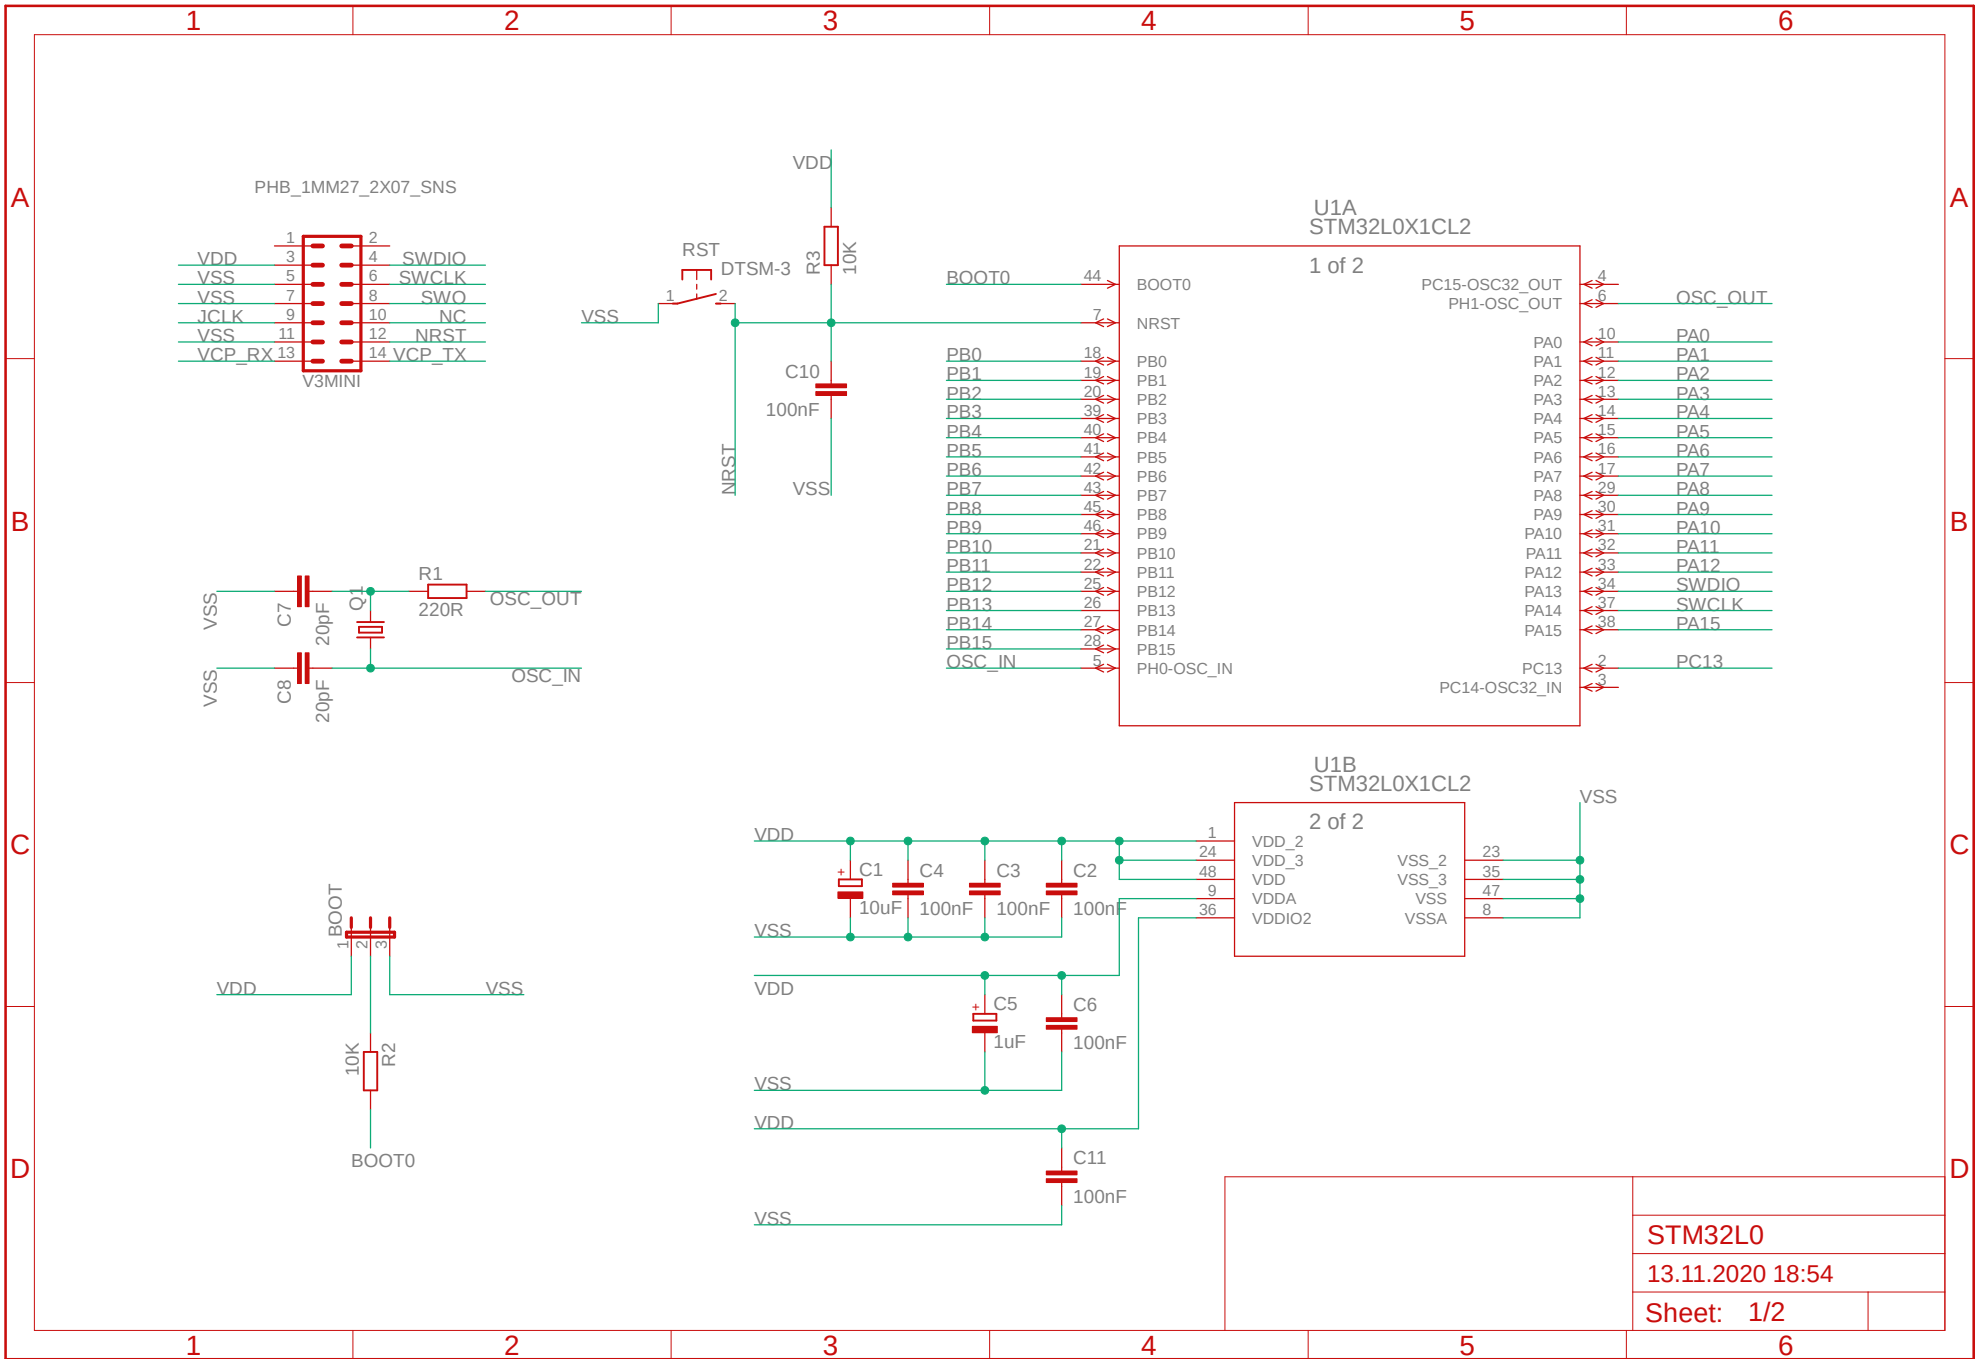 1 2 3 4 5 6
A A
B B
C C
D D
PHB_1MM27_2X07_SNS
1 2
VDD 3 4 SWDIO
VSS 5 6 SWCLK
VSS 7 8 SWO
JCLK 9 10 NC
VSS 11 12 NRST
VCP_RX 13 14 VCP_TX
V3MINI
VDD
R3
10K
RST
DTSM-3
1 2
VSS
NRST
C10
100nF
VSS
U1A
STM32L0X1CL2
1 of 2
BOOT0 44 BOOT0
7 NRST
PB0 18 PB0
PB1 19 PB1
PB2 20 PB2
PB3 39 PB3
PB4 40 PB4
PB5 41 PB5
PB6 42 PB6
PB7 43 PB7
PB8 45 PB8
PB9 46 PB9
PB10 21 PB10
PB11 22 PB11
PB12 25 PB12
PB13 26 PB13
PB14 27 PB14
PB15 28 PB15
OSC_IN 5 PH0-OSC_IN
PC15-OSC32_OUT 4
PH1-OSC_OUT 6 OSC_OUT
PA0 10 PA0
PA1 11 PA1
PA2 12 PA2
PA3 13 PA3
PA4 14 PA4
PA5 15 PA5
PA6 16 PA6
PA7 17 PA7
PA8 29 PA8
PA9 30 PA9
PA10 31 PA10
PA11 32 PA11
PA12 33 PA12
PA13 34 SWDIO
PA14 37 SWCLK
PA15 38 PA15
PC13 2 PC13
PC14-OSC32_IN 3
VSS
C7
20pF
Q1
R1
220R
OSC_OUT
VSS
C8
20pF
OSC_IN
U1B
STM32L0X1CL2
2 of 2
1 VDD_2
24 VDD_3
48 VDD
9 VDDA
36 VDDIO2
VSS
VSS_2 23
VSS_3 35
VSS 47
VSSA 8
VDD
+ C1 C4 C3 C2
10uF 100nF 100nF 100nF
VSS
VDD
+ C5 C6
1uF 100nF
VSS
VDD
C11
100nF
VSS
BOOT
1 2 3
VDD VSS
10K
R2
BOOT0
STM32L0
13.11.2020 18:54
Sheet: 1/2
1 2 3 4 5 6